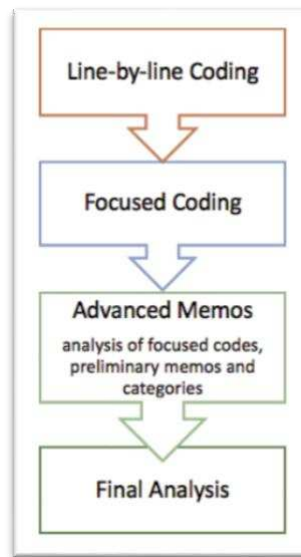 Line-by-line Coding
Focused Coding
Advanced Memos
analysis of focused codes,
preliminary memos and
categories
Final Analysis